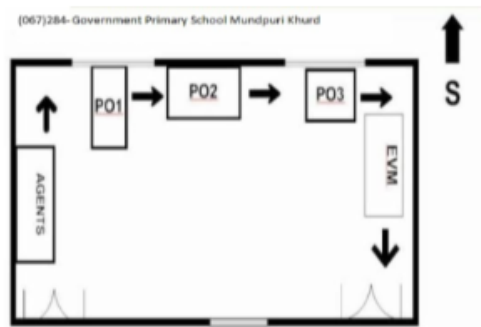 (067)284-Government Primary School Mundpuri Khurd
S
PO1
PO2
PO3
EVM
AGENTS